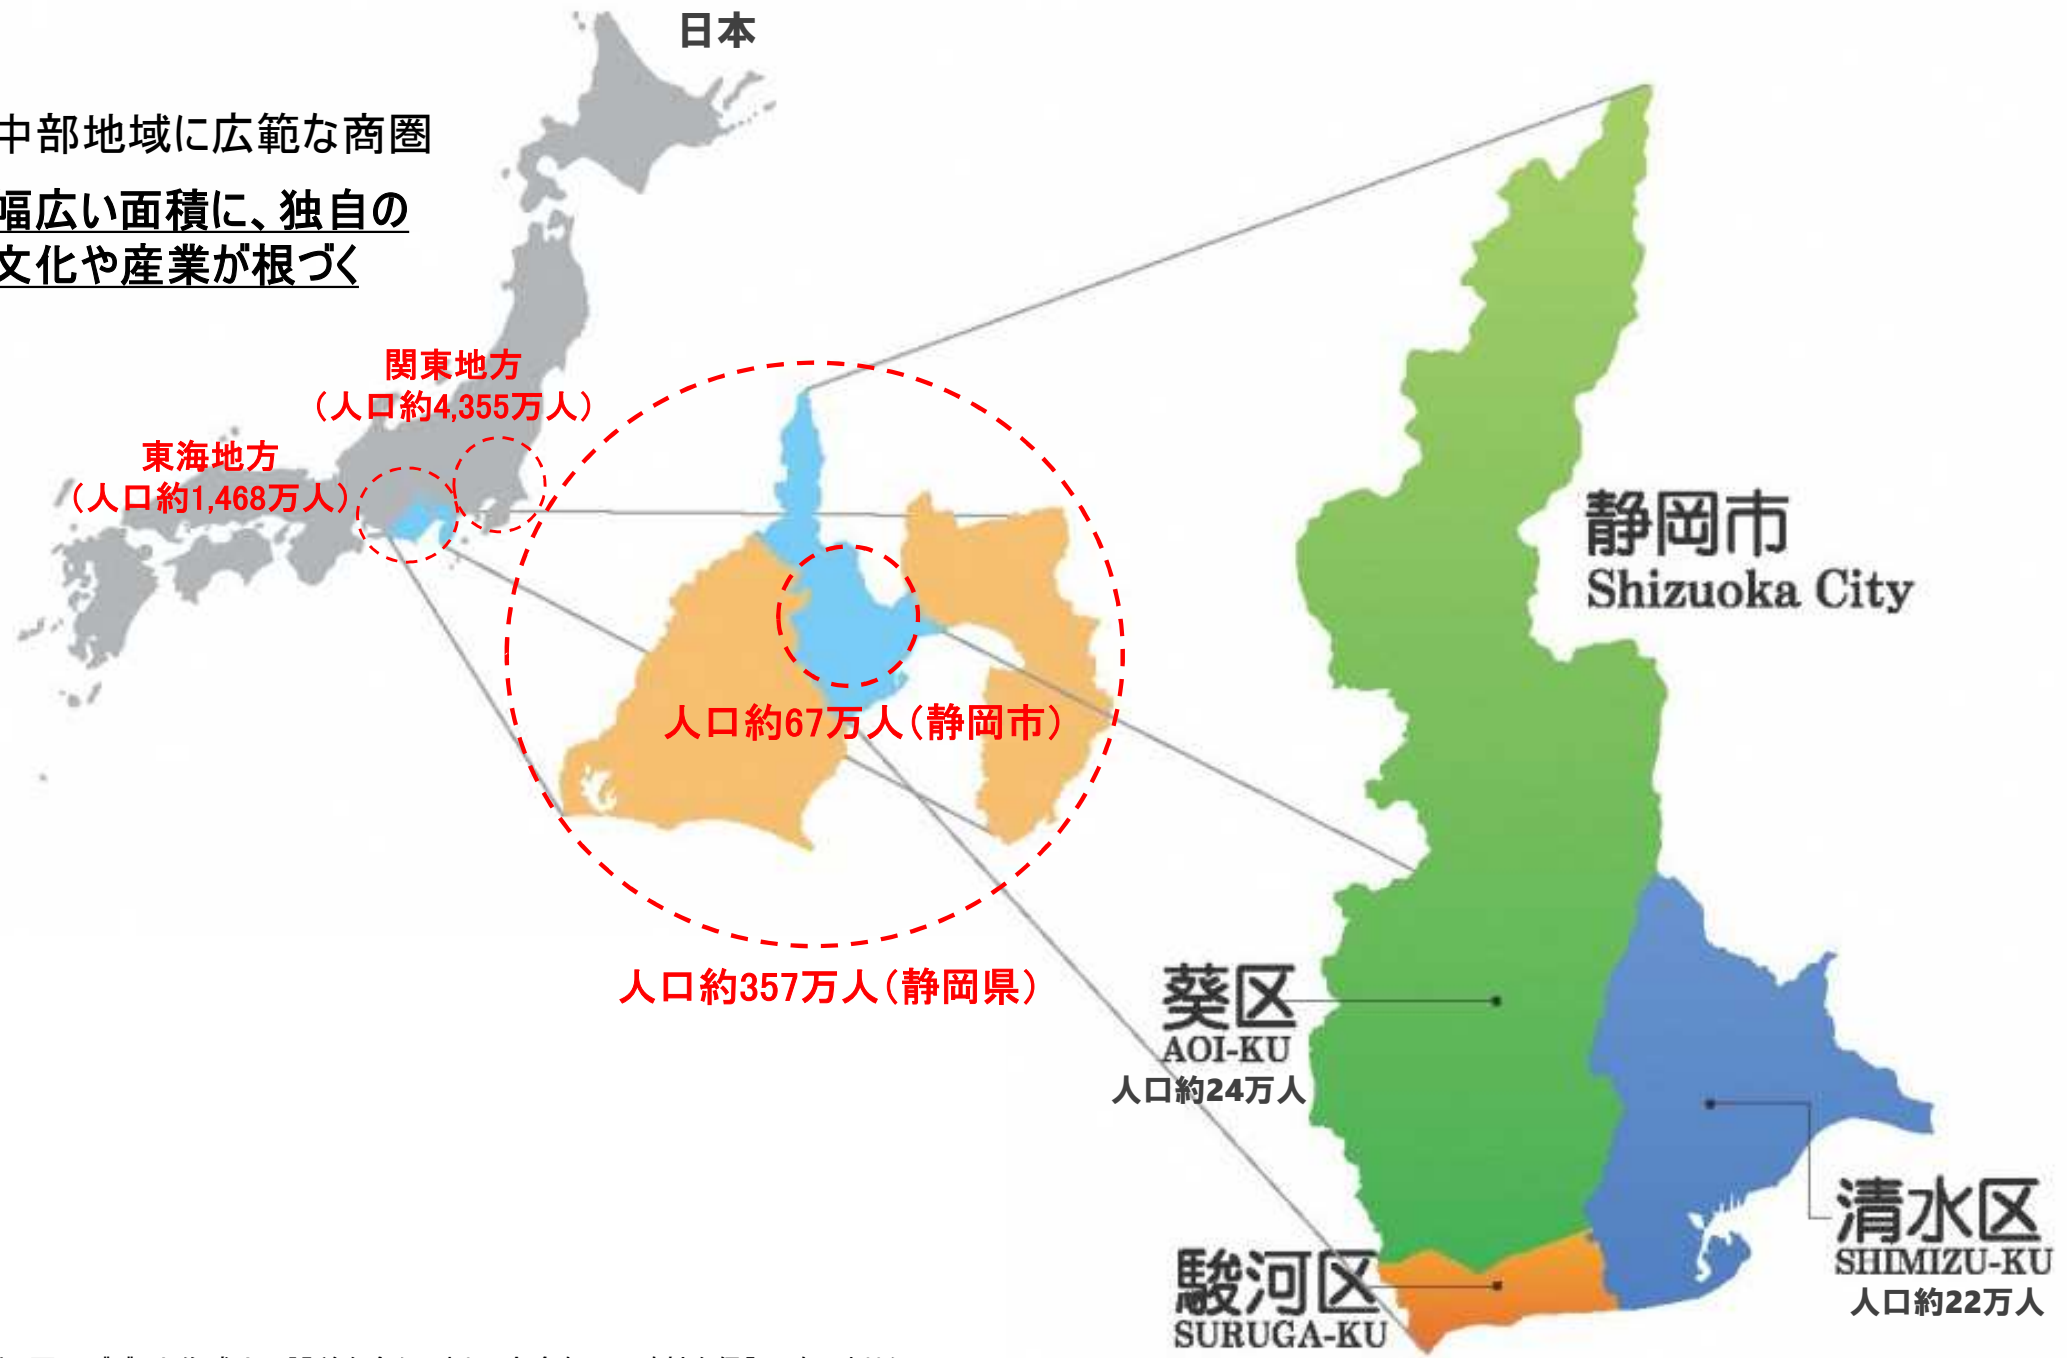 日本
中部地域に広範な商圏
幅広い面積に、独自の
文化や産業が根づく
関東地方
（人口約4,355万人）
東海地方
（人口約1,468万人）
静岡市
Shizuoka City
人口約67万人（静岡市）
人口約357万人（静岡県）
葵区
AOI-KU
人口約24万人
清水区
SHIMIZU-KU
人口約22万人
駿河区
SURUGA-KU